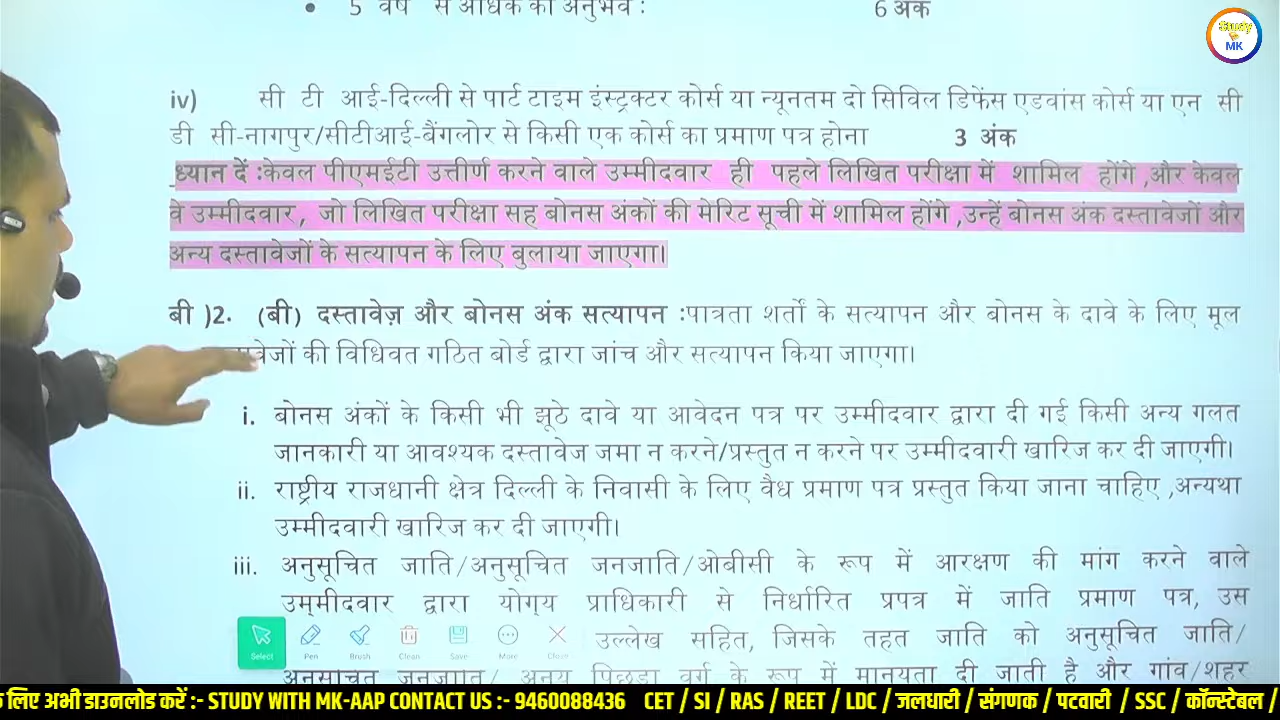 • 5 वर्ष से अधिक का अनुभव : 6 अंक
Study
MK
iv) सी टी आई-दिल्ली से पार्ट टाइम इंस्ट्रक्टर कोर्स या न्यूनतम दो सिविल डिफेंस एडवांस कोर्स या एन सी
डी सी-नागपुर/सीटीआई-बैंगलोर से किसी एक कोर्स का प्रमाण पत्र होना 3 अंक
ध्यान दें :केवल पीएमईटी उत्तीर्ण करने वाले उम्मीदवार ही पहले लिखित परीक्षा में शामिल होंगे ,और केवल
वे उम्मीदवार, जो लिखित परीक्षा सह बोनस अंकों की मेरिट सूची में शामिल होंगे ,उन्हें बोनस अंक दस्तावेजों और
अन्य दस्तावेजों के सत्यापन के लिए बुलाया जाएगा।
बी )2. (बी) दस्तावेज़ और बोनस अंक सत्यापन :पात्रता शर्तों के सत्यापन और बोनस के दावे के लिए मूल
की विधिवत गठित बोर्ड द्वारा जांच और सत्यापन किया जाएगा।
i. बोनस अंकों के किसी भी झूठे दावे या आवेदन पत्र पर उम्मीदवार द्वारा दी गई किसी अन्य गलत
जानकारी या आवश्यक दस्तावेज जमा न करने/प्रस्तुत न करने पर उम्मीदवारी खारिज कर दी जाएगी।
ii. राष्ट्रीय राजधानी क्षेत्र दिल्ली के निवासी के लिए वैध प्रमाण पत्र प्रस्तुत किया जाना चाहिए ,अन्यथा
उम्मीदवारी खारिज कर दी जाएगी।
iii. अनुसूचित जाति/अनुसूचित जनजाति/ओबीसी के रूप में आरक्षण की मांग करने वाले
उम्मीदवार द्वारा योग्य प्राधिकारी से निर्धारित प्रपत्र में जाति प्रमाण पत्र, उस
उल्लेख सहित, जिसके तहत जाति को अनुसूचित जाति/
Select Pen Brush Clean Save More Close
अनुसूचित जनजाति/ अन्य पिछड़ा वर्ग के रूप में मान्यता दी जाती है और गांव/शहर
के लिए अभी डाउनलोड करें :- STUDY WITH MK-AAP CONTACT US :- 9460088436 CET / SI / RAS / REET / LDC / जलधारी / संगणक / पटवारी / SSC / कॉन्स्टेबल /